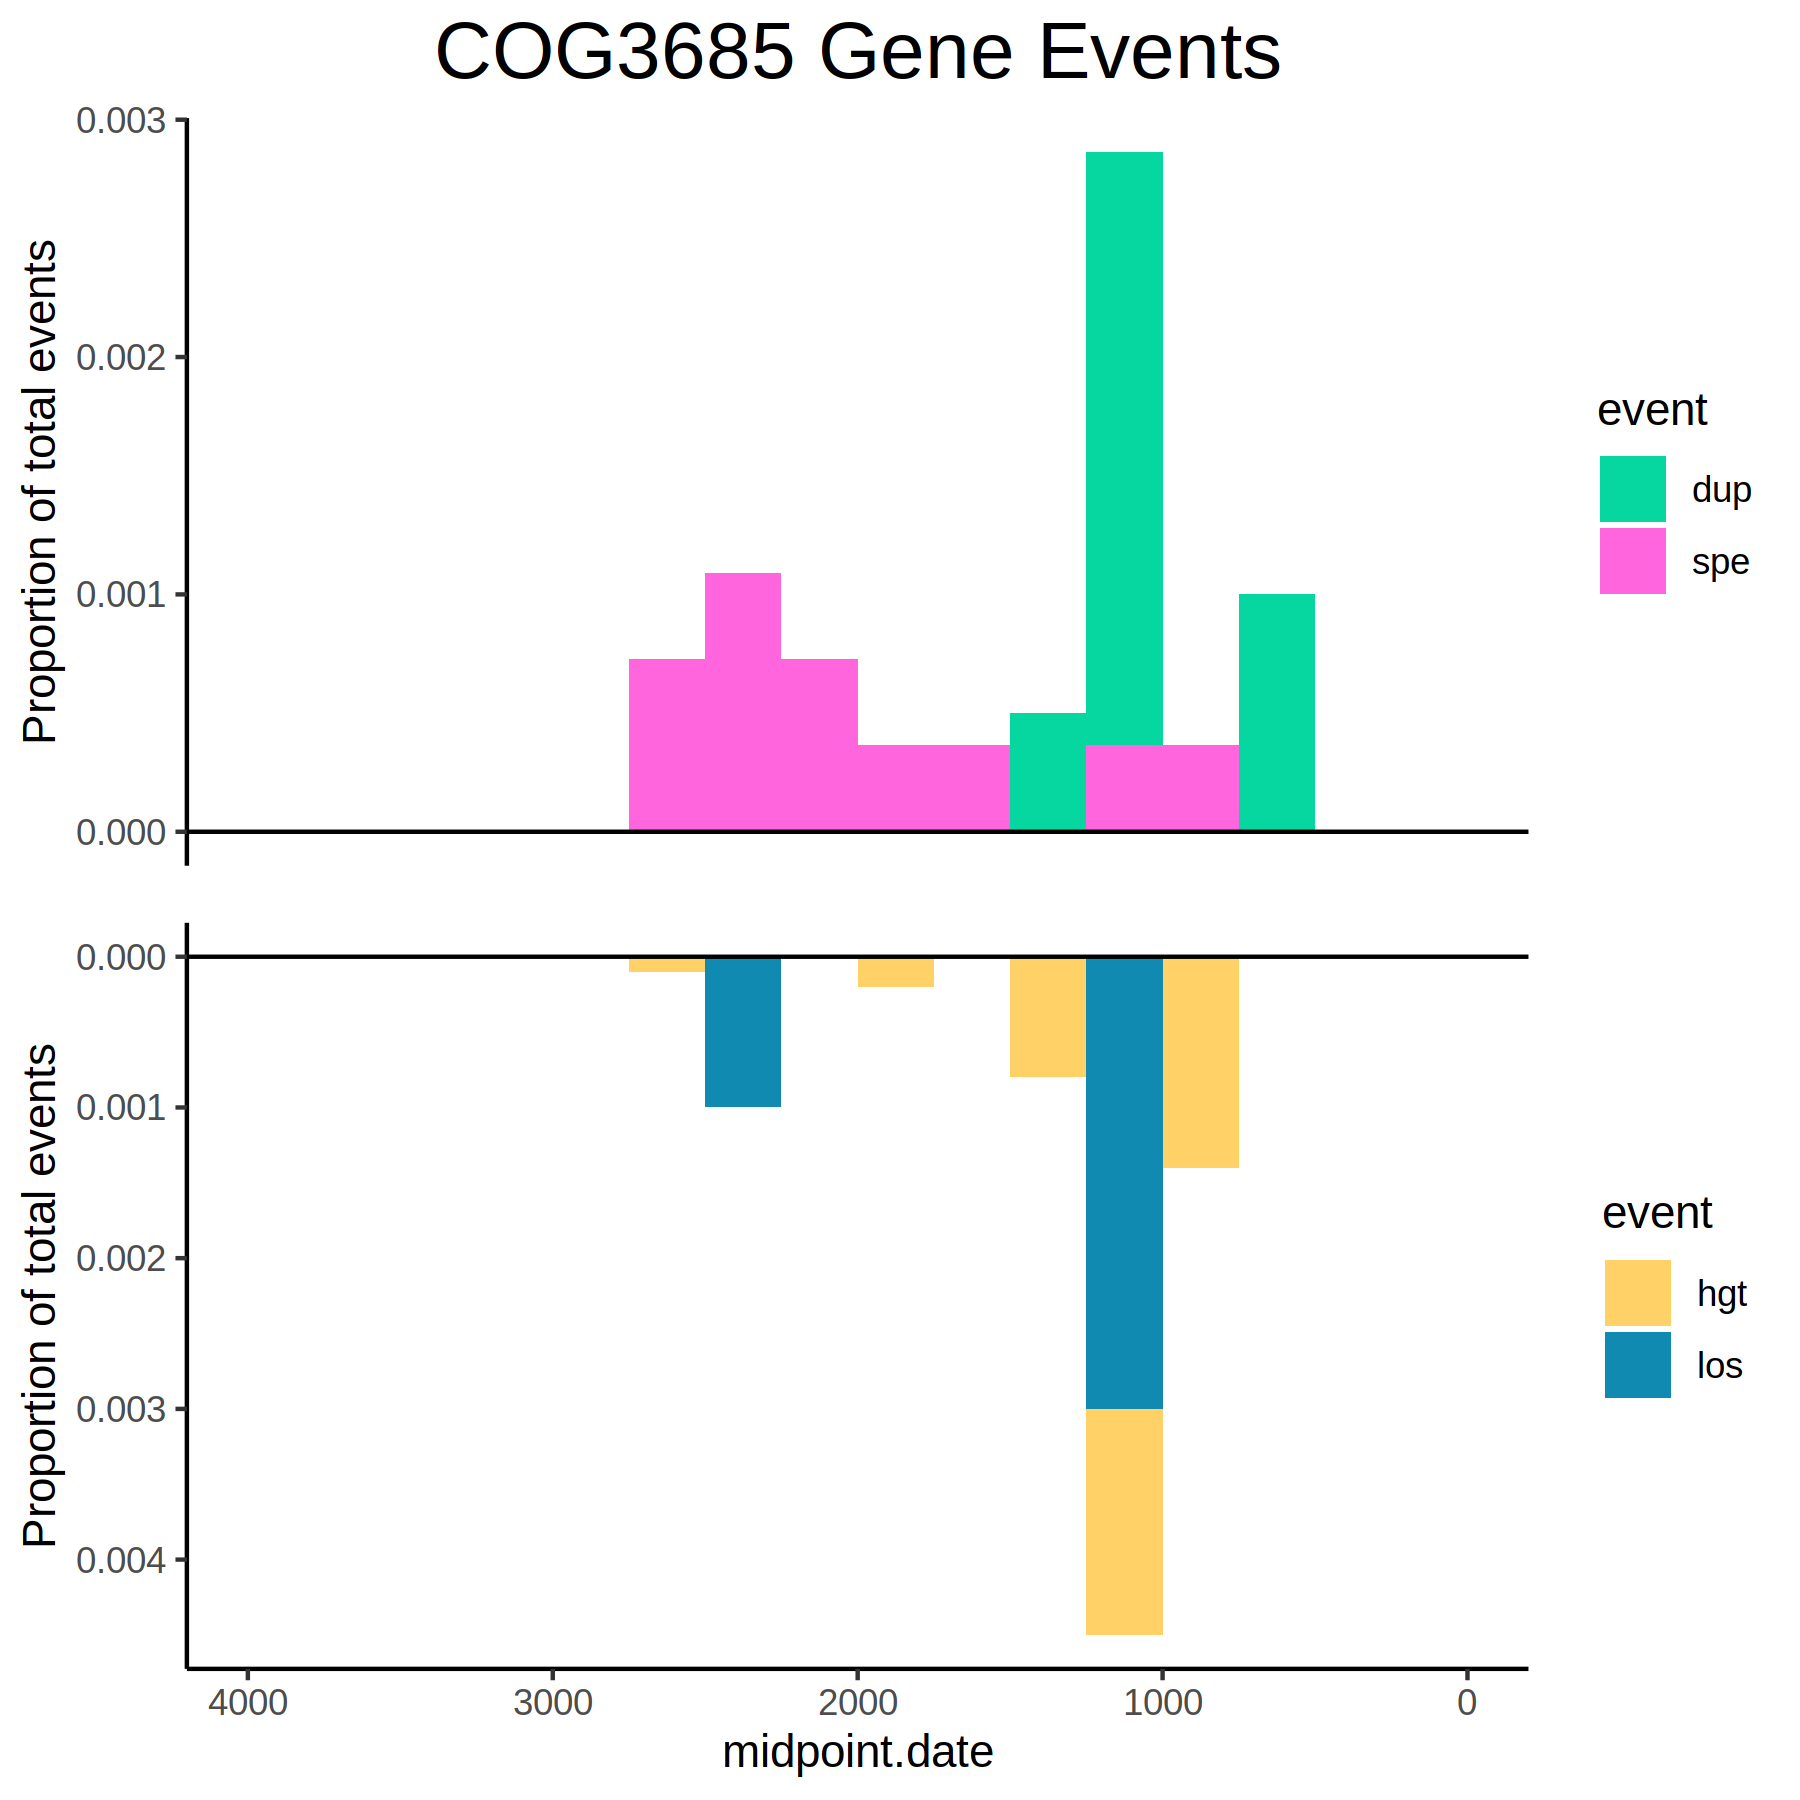 COG3685 Gene Events
Proportion of total events
0.003
0.002
0.001
0.000
event
dup
spe
Proportion of total events
0.000
0.001
0.002
0.003
0.004
event
hgt
los
4000 3000 2000 1000 0
midpoint.date